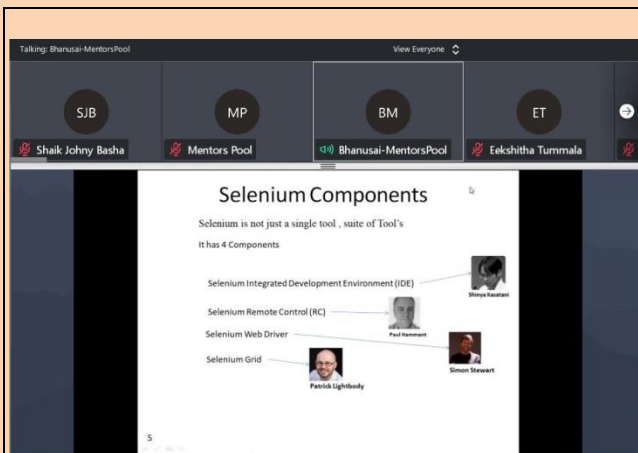 Talking: Bhanusai-MentorsPool
View Everyone
SJB
MP
BM
ET
Shaik Johny Basha
Mentors Pool
Bhanusai-MentorsPool
Eekshitha Tummala
Selenium Components
Selenium is not just a single tool , suite of Tool's
It has 4 Components
Selenium Integrated Development Environment (IDE)
Shinya Kasatani
Selenium Remote Control (RC)
Paul Hammant
Selenium Web Driver
Simon Stewart
Selenium Grid
Patrick Lightbody
5